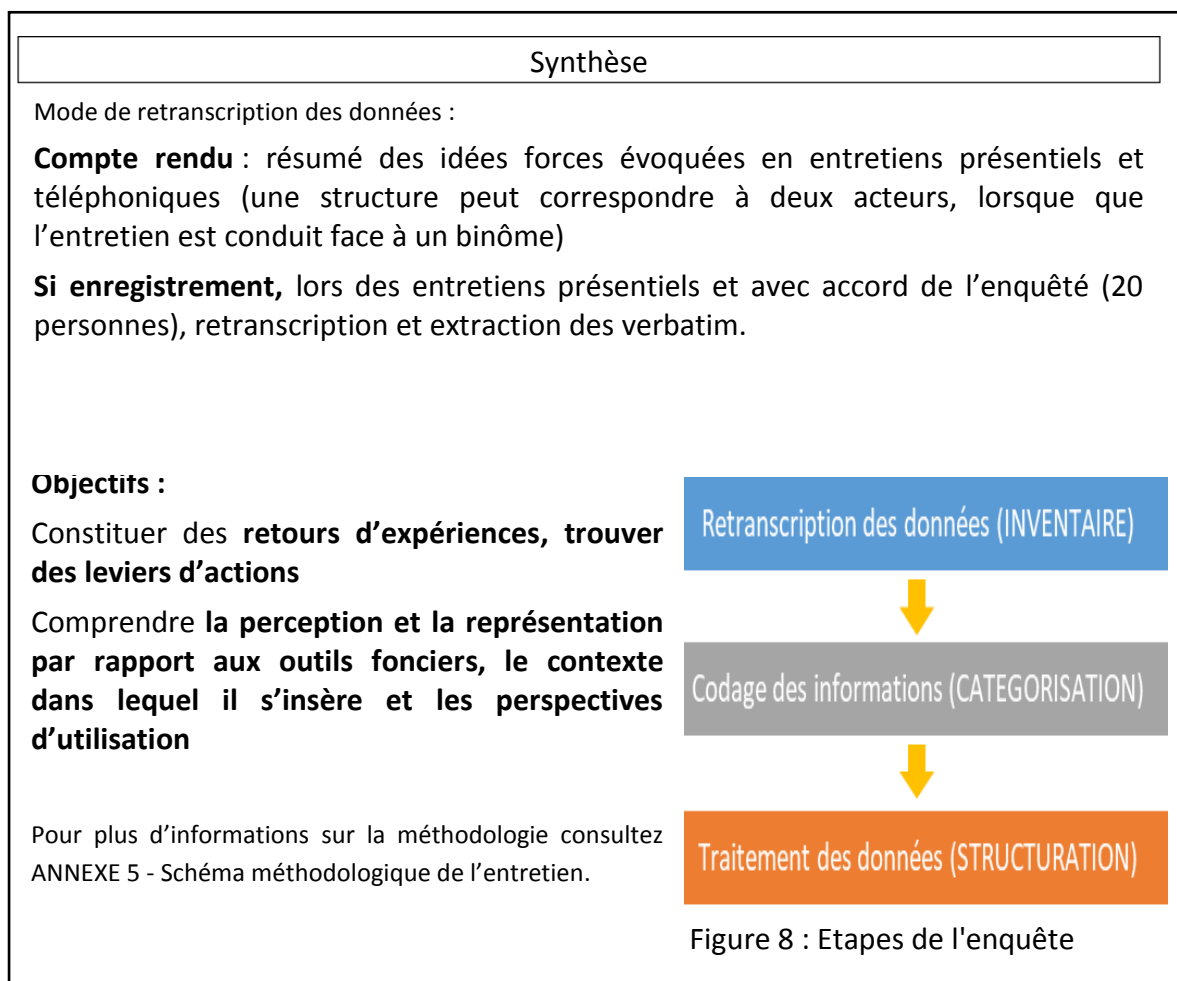 Synthèse
Mode de retranscription des données :
Compte rendu : résumé des idées forces évoquées en entretiens présentiels et
téléphoniques (une structure peut correspondre à deux acteurs, lorsque que
l’entretien est conduit face à un binôme)
Si enregistrement, lors des entretiens présentiels et avec accord de l’enquêté (20
personnes), retranscription et extraction des verbatim.
Objectifs :
Constituer des retours d’expériences, trouver
des leviers d’actions
Comprendre la perception et la représentation
par rapport aux outils fonciers, le contexte
dans lequel il s’insère et les perspectives
d’utilisation
Pour plus d’informations sur la méthodologie consultez
ANNEXE 5 - Schéma méthodologique de l’entretien.
Retranscription des données (INVENTAIRE)
Codage des informations (CATEGORISATION)
Traitement des données (STRUCTURATION)
Figure 8 : Etapes de l'enquête